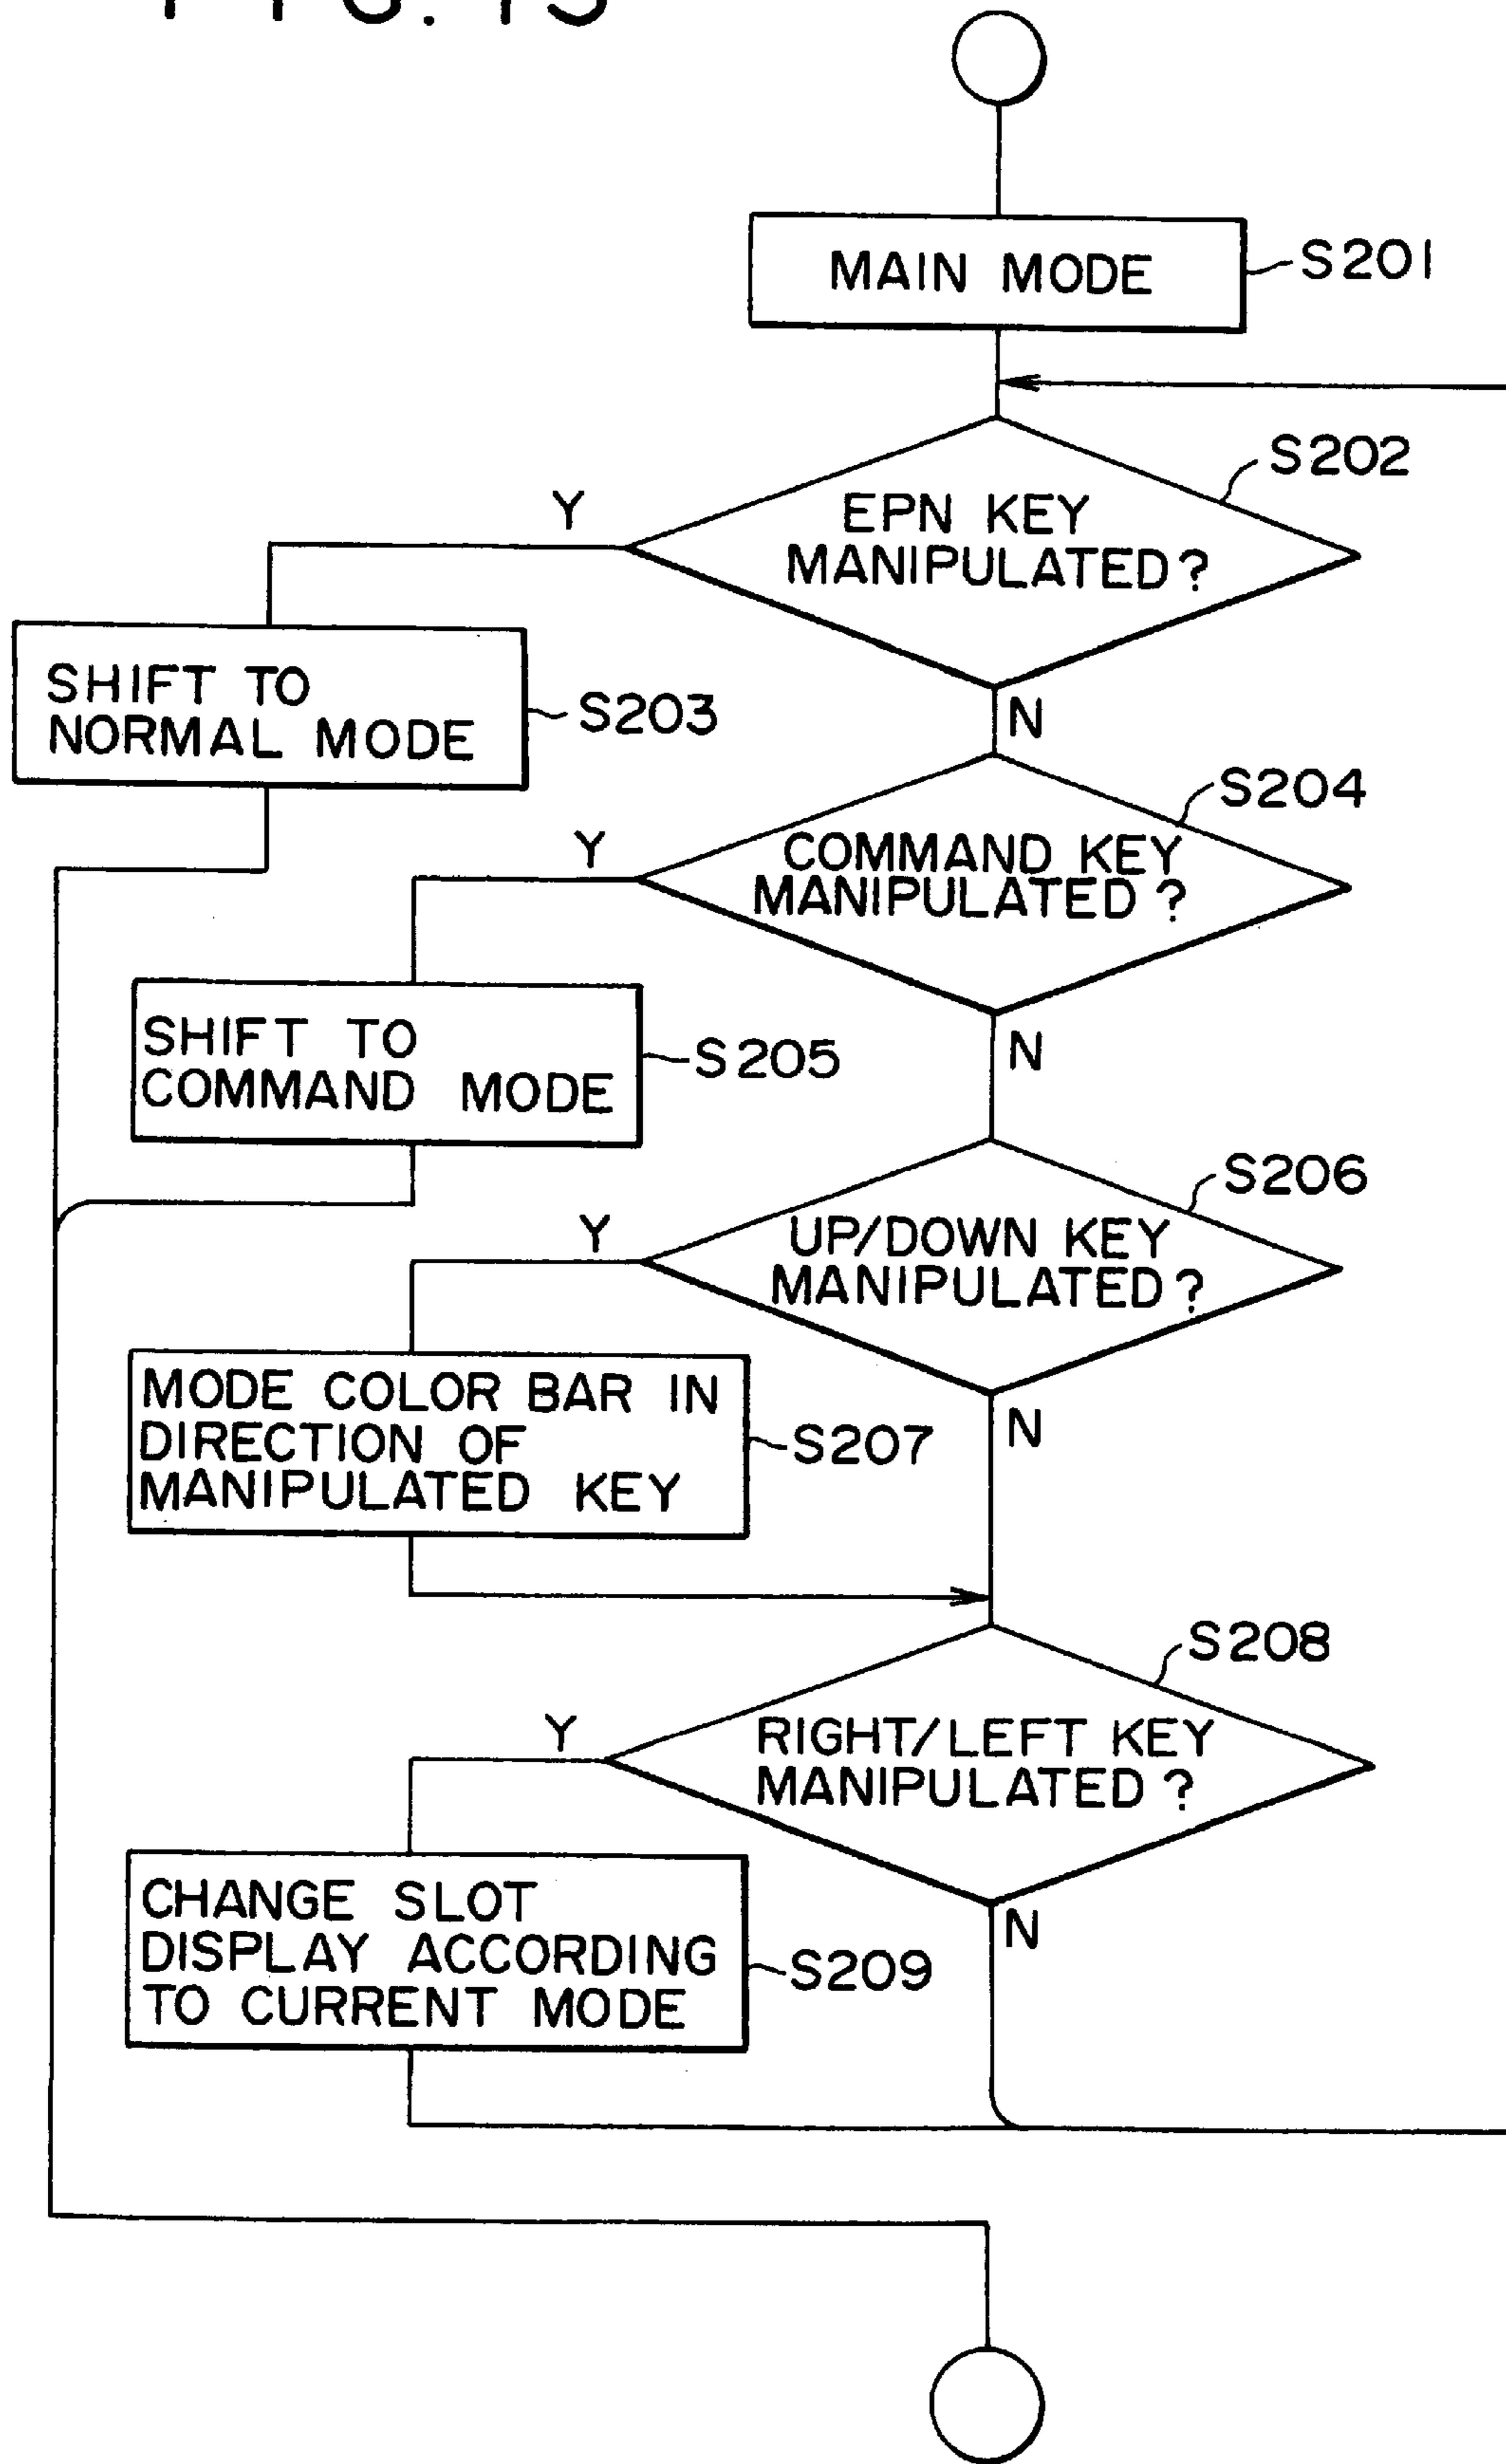 FIG. 15
MAIN MODE
S201
S202
Y
EPN KEY
MANIPULATED?
SHIFT TO
NORMAL MODE
S203
N
S204
Y
COMMAND KEY
MANIPULATED?
SHIFT TO
COMMAND MODE
S205
N
S206
Y
UP/DOWN KEY
MANIPULATED?
MODE COLOR BAR IN
DIRECTION OF
MANIPULATED KEY
S207
N
S208
Y
RIGHT/LEFT KEY
MANIPULATED?
CHANGE SLOT
DISPLAY ACCORDING
TO CURRENT MODE
S209
N